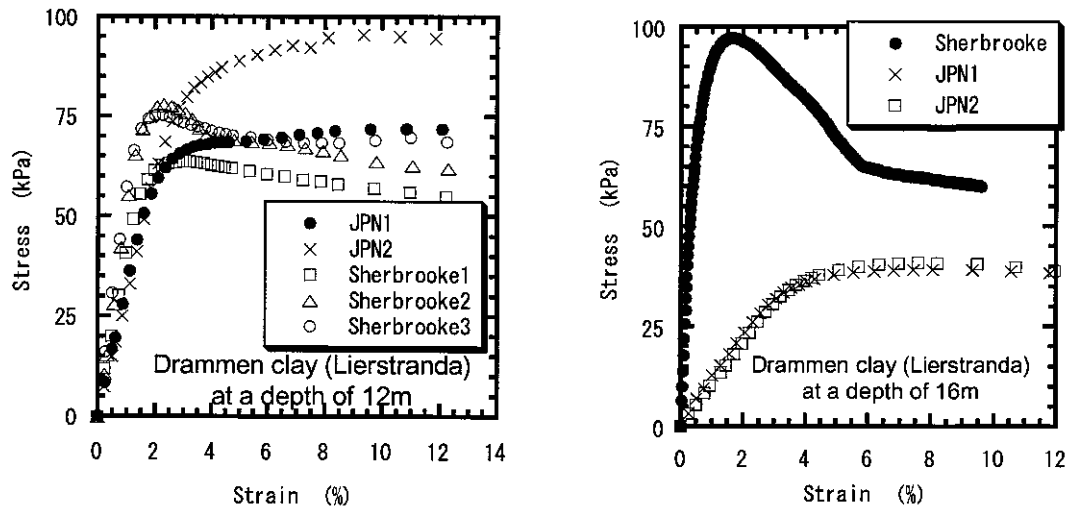 100
75
50
25
0
Stress (kPa)
0 2 4 6 8 10 12 14
Strain (%)
JPN1
JPN2
Sherbrooke1
Sherbrooke2
Sherbrooke3
Drammen clay (Lierstranda)
at a depth of 12m
100
75
50
25
0
Stress (kPa)
0 2 4 6 8 10 12
Strain (%)
Sherbrooke
JPN1
JPN2
Drammen clay (Lierstranda)
at a depth of 16m